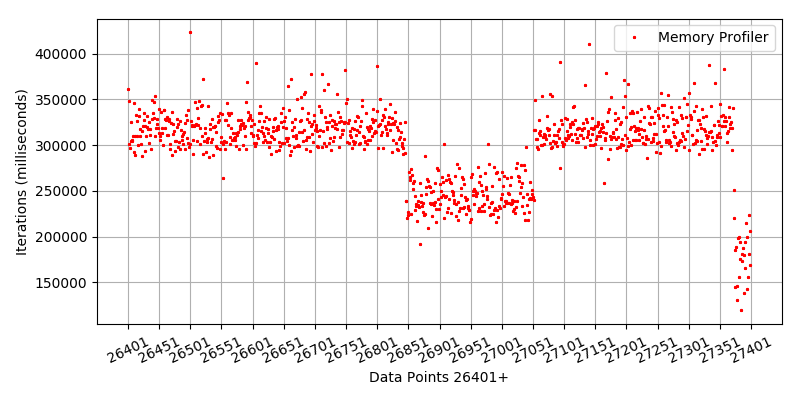 Memory Profiler
400000
350000
300000
250000
200000
150000
Iterations (milliseconds)
26401 26451 26501 26551 26601 26651 26701 26751 26801 26851 26901 26951 27001 27051 27101 27151 27201 27251 27301 27351 27401
Data Points 26401+